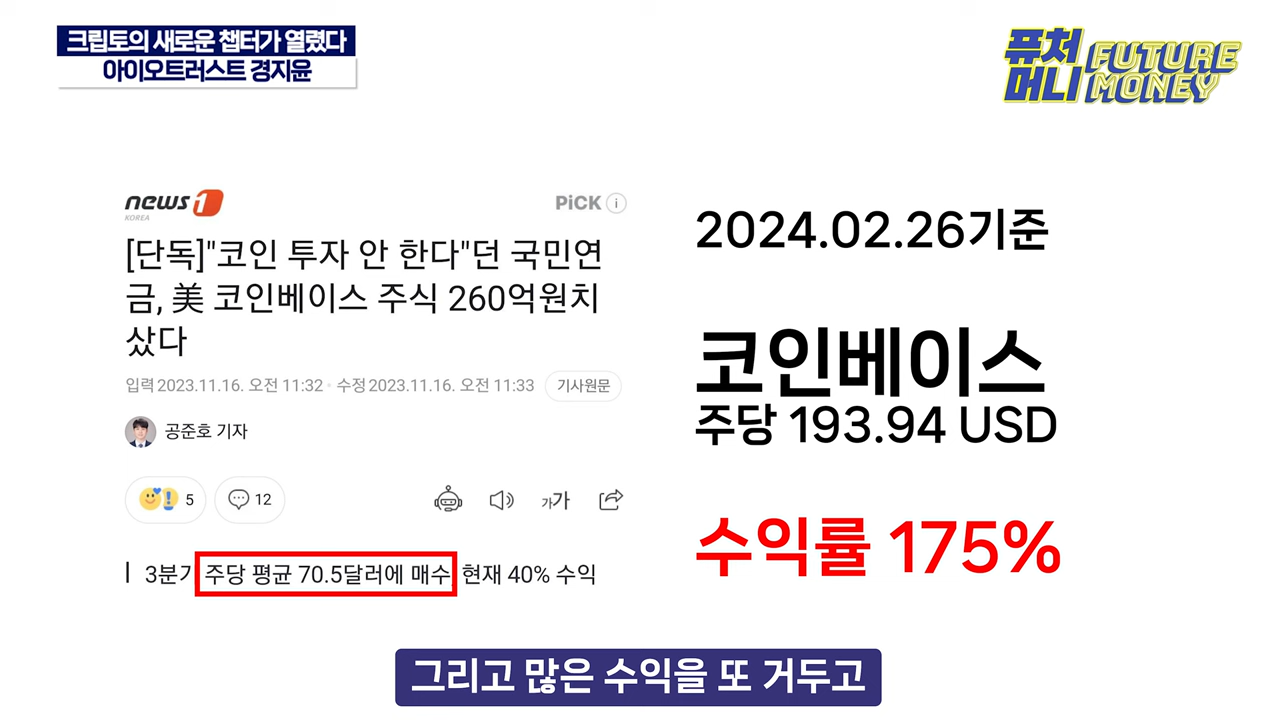 크립토의 새로운 챕터가 열렸다
아이오트러스트 경지윤
퓨처
머니
FUTURE
MONEY
news1
KOREA
PiCK i
[단독]"코인 투자 안 한다"던 국민연
금, 美 코인베이스 주식 260억원치
샀다
입력 2023.11.16. 오전 11:32 · 수정 2023.11.16. 오전 11:33 기사원문
공준호 기자
5 12 가가
3분기 주당 평균 70.5달러에 매수 현재 40% 수익
2024.02.26기준
코인베이스
주당 193.94 USD
수익률 175%
그리고 많은 수익을 또 거두고